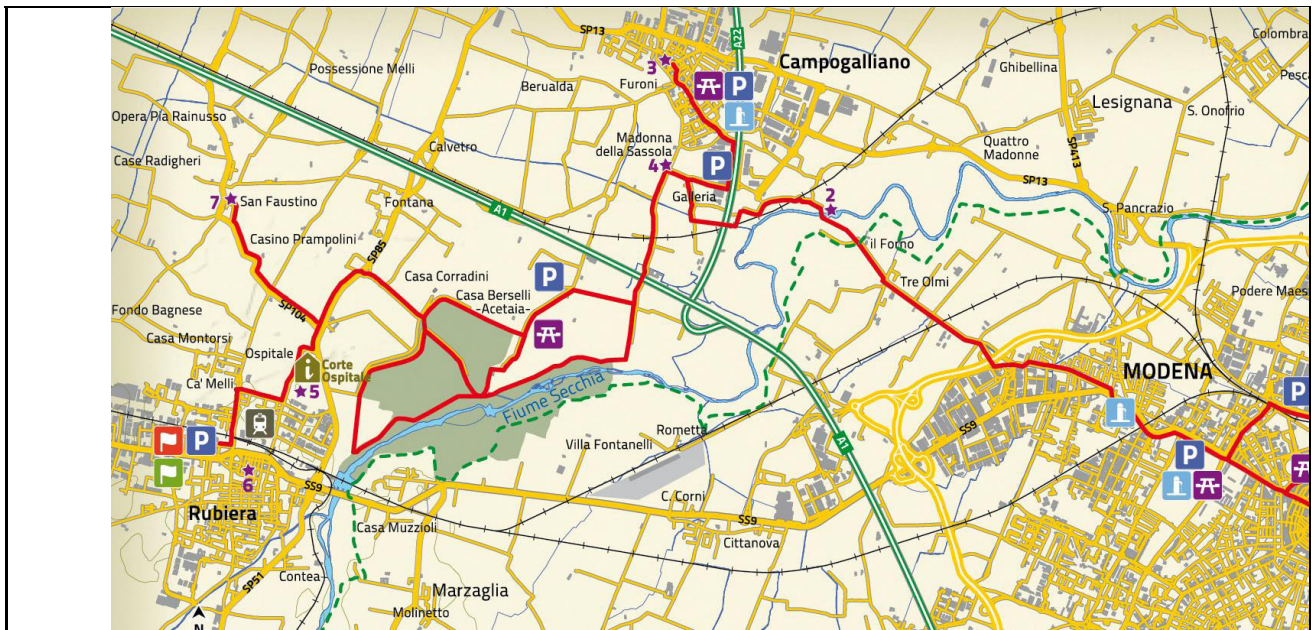 SP13
A22
Colombra
3
Campogalliano
Ghibellina
Possessione Melli
Berualda
Furoni
P
Lesignana
Pesca
S. Onofrio
Opera Pia Rainusso
Madonna
della Sassola
Calvetro
Quattro
Madonne
SP413
Case Radigheri
4
P
SP13
7
San Faustino
Fontana
A1
Galleria
2
S. Pancrazio
Casino Prampolini
SP85
il Forno
Casa Corradini
P
Tre Olmi
Casa Berselli
-Acetaia-
Podere Maes
Fondo Bagnese
SP104
Casa Montorsi
Ospitale
i
Corte
Ospitale
MODENA
Ca' Melli
5
Fiume Secchia
P
P
Villa Fontanelli
Rometta
A1
SS9
P
6
SS9
C. Corni
Rubiera
SS9
Casa Muzzioli
Cittanova
SP51
Contea
Marzaglia
Molinetto
N